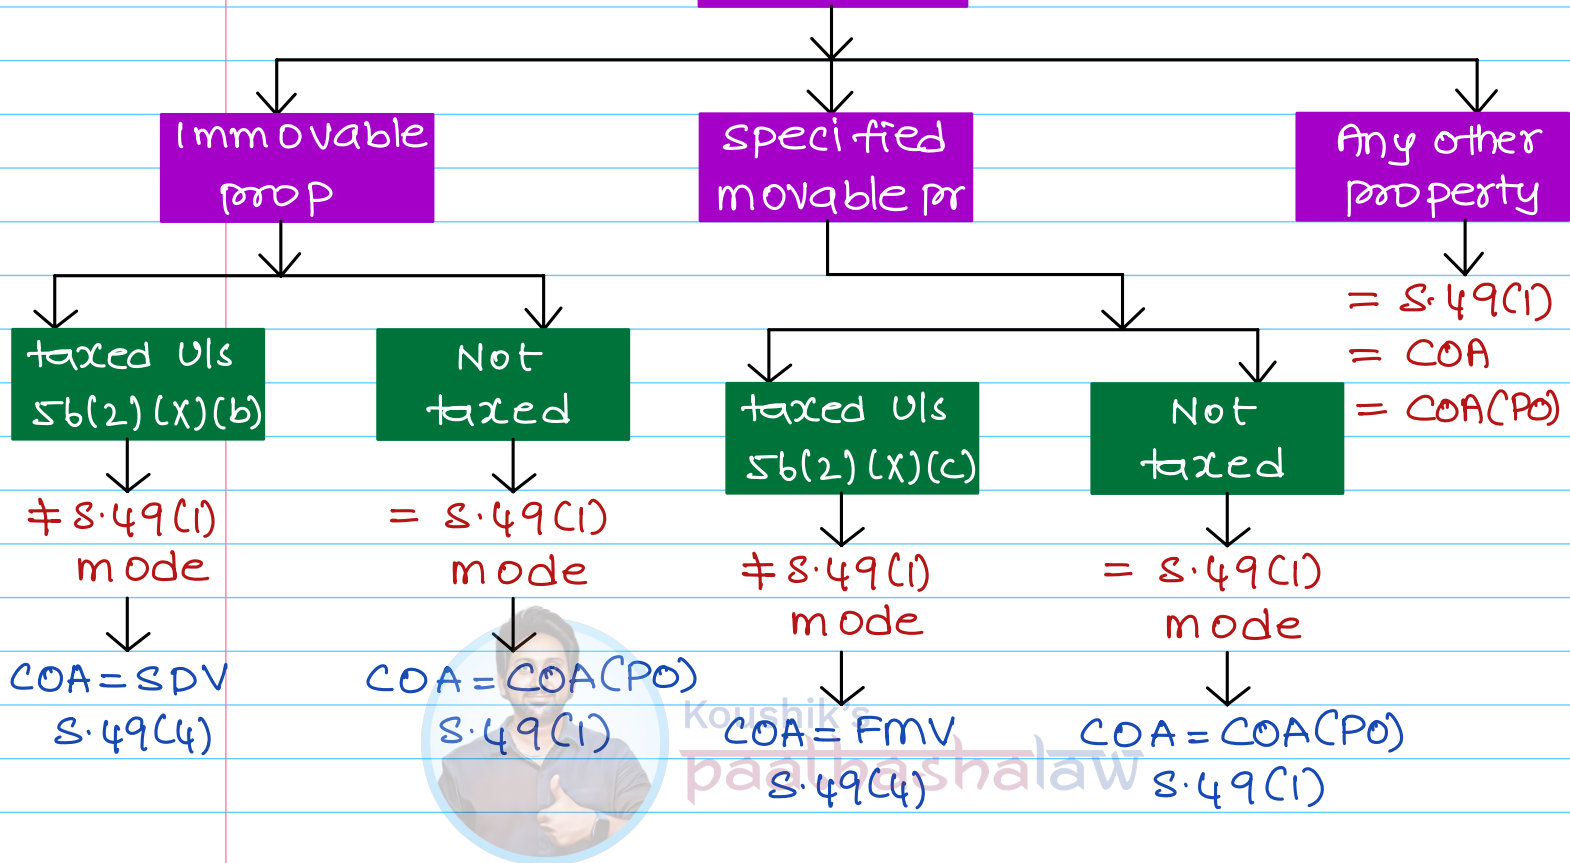 Immovable
prop
specified
movable pr
Any other
property
= S.49(1)
= COA
= COA(PO)
taxed U/s
56(2)(x)(b)
≠ S.49(1)
mode
COA = SDV
S.49(4)
Not
taxed
= S.49(1)
mode
COA = COA(PO)
S.49(1)
taxed U/s
56(2)(x)(c)
≠ S.49(1)
mode
COA = FMV
S.49(4)
Not
taxed
= S.49(1)
mode
COA = COA(PO)
S.49(1)
Koushik's
paathashalaw